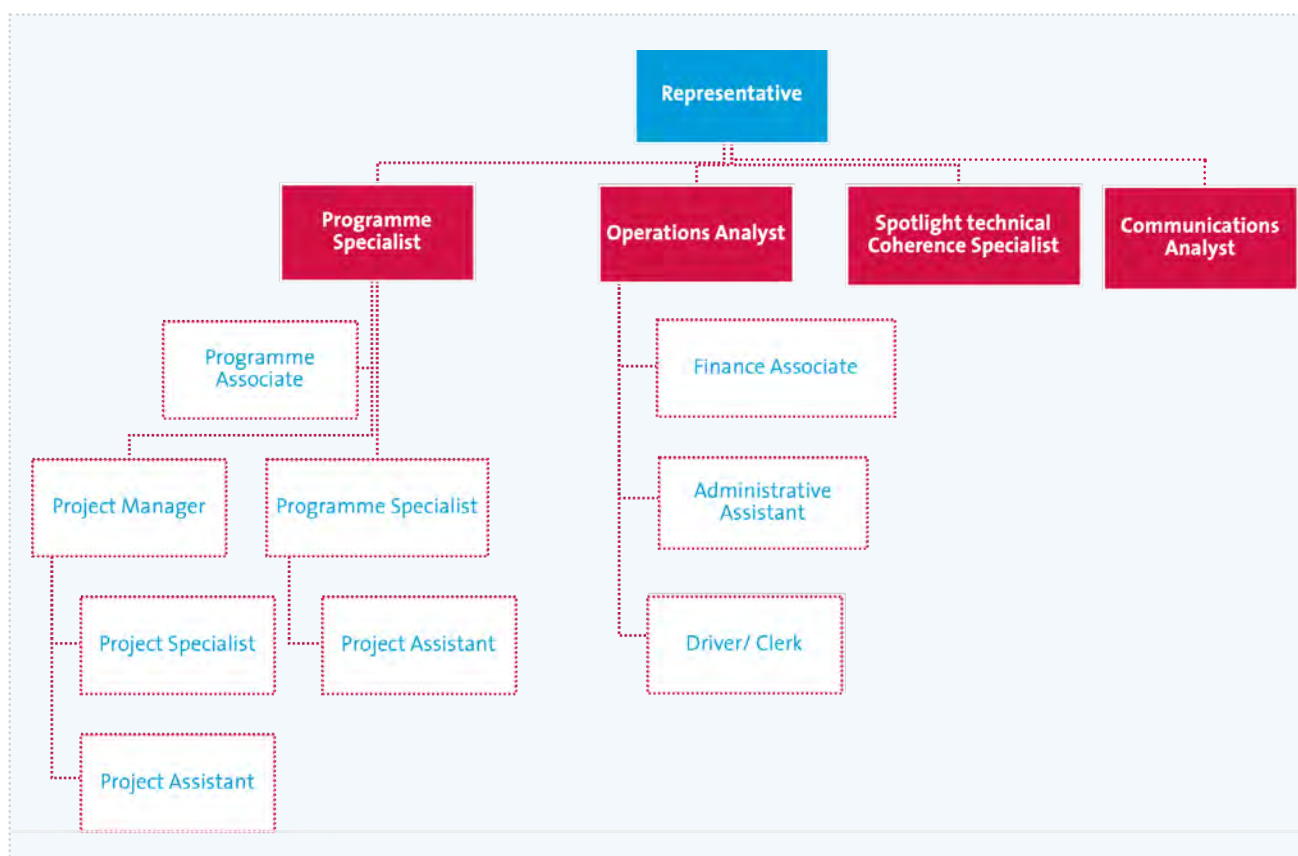 Representative
Programme
Specialist
Operations Analyst
Spotlight technical
Coherence Specialist
Communications
Analyst
Programme
Associate
Finance Associate
Project Manager
Programme Specialist
Administrative
Assistant
Project Specialist
Project Assistant
Driver/ Clerk
Project Assistant